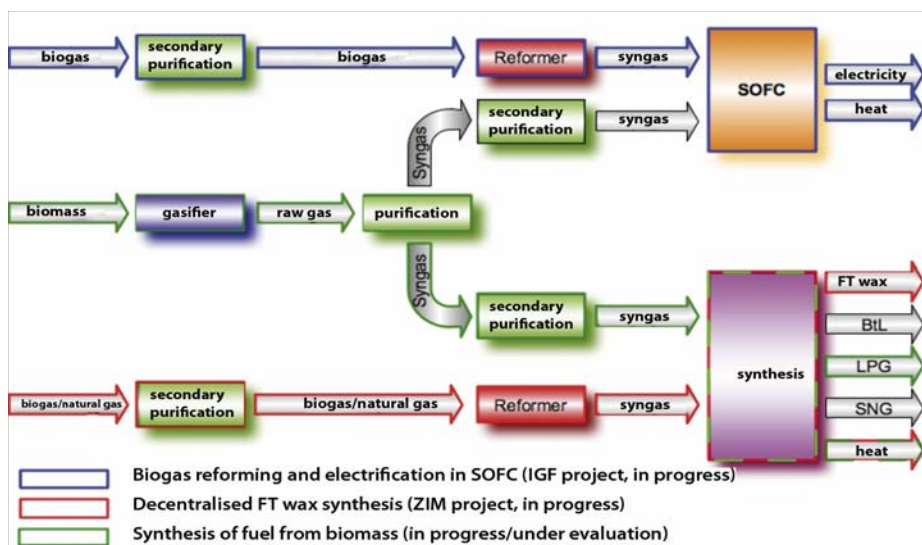 biogas
secondary
purification
biogas
Reformer
syngas
SOFC
electricity
heat
Syngas
secondary
purification
syngas
biomass
gasifier
raw gas
purification
Syngas
secondary
purification
syngas
synthesis
FT wax
BtL
LPG
SNG
heat
biogas/natural gas
secondary
purification
biogas/natural gas
Reformer
syngas
Biogas reforming and electrification in SOFC (IGF project, in progress)
Decentralised FT wax synthesis (ZIM project, in progress)
Synthesis of fuel from biomass (in progress/under evaluation)